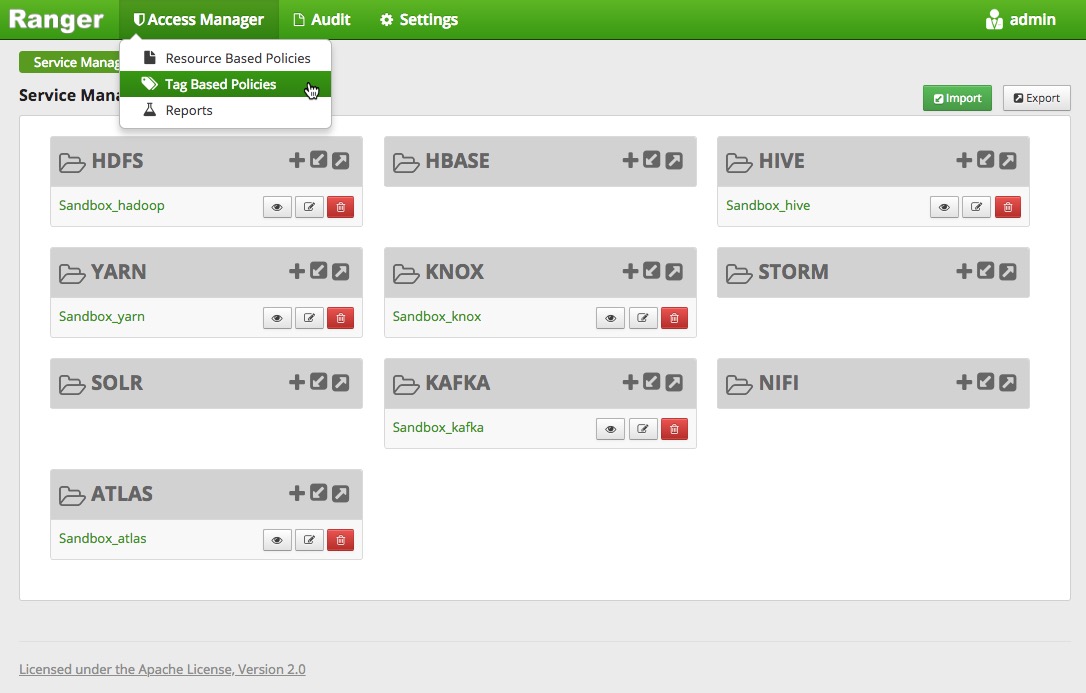 Ranger
Access Manager
Audit
Settings
admin
Resource Based Policies
Tag Based Policies
Reports
Service Manag
Service Mana
Import
Export
HDFS
HBASE
HIVE
Sandbox_hadoop
Sandbox_hive
YARN
KNOX
STORM
Sandbox_yarn
Sandbox_knox
SOLR
KAFKA
NIFI
Sandbox_kafka
ATLAS
Sandbox_atlas
Licensed under the Apache License, Version 2.0